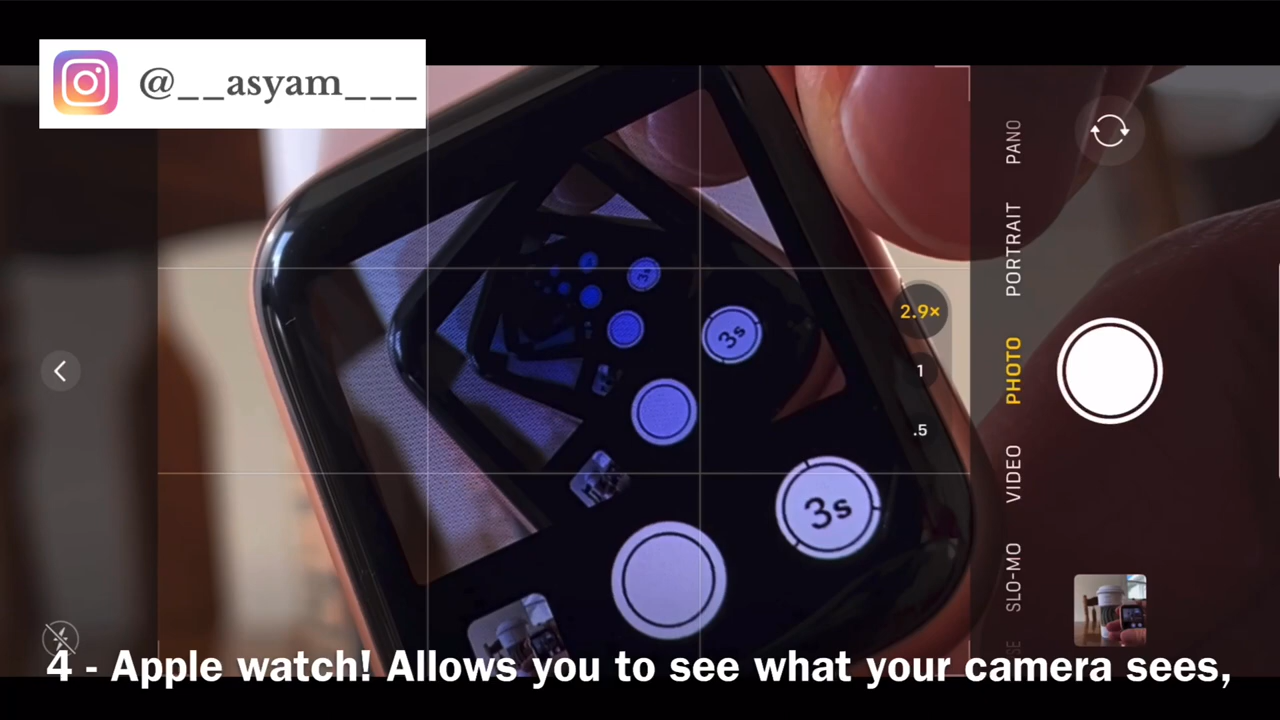 @__asyam___
PANO
PORTRAIT
PHOTO
VIDEO
SLO-MO
2.9×
1
.5
3s
3s
3s
4 - Apple watch! Allows you to see what your camera sees,